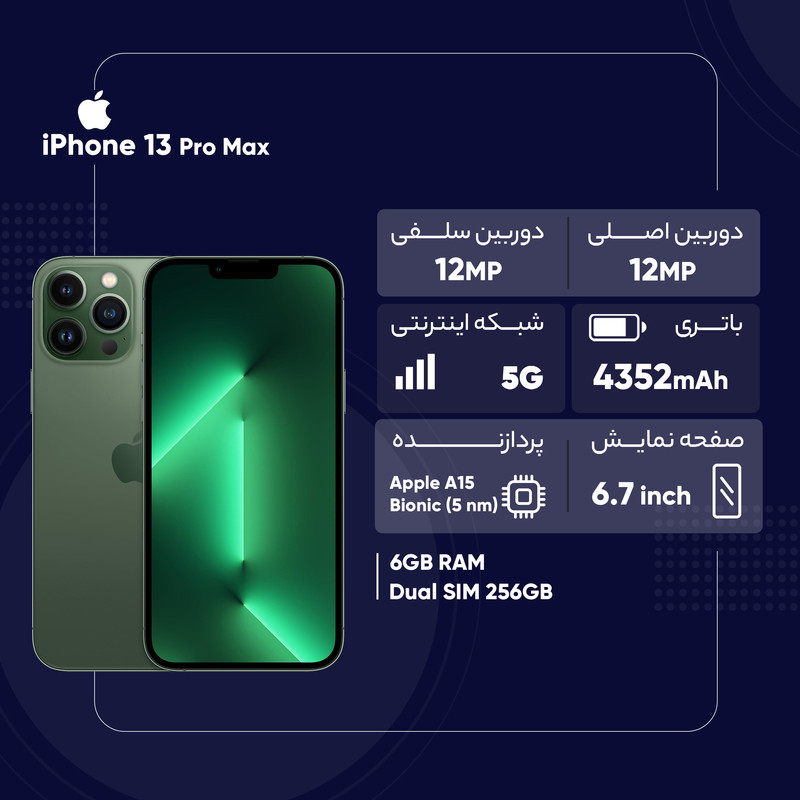 iPhone 13 Pro Max
دوربین اصلی
12MP
دوربین سلفی
12MP
باتری
4352mAh
شبکه اینترنتی
5G
صفحه نمایش
6.7 inch
پردازنده
Apple A15
Bionic (5 nm)
6GB RAM
Dual SIM 256GB